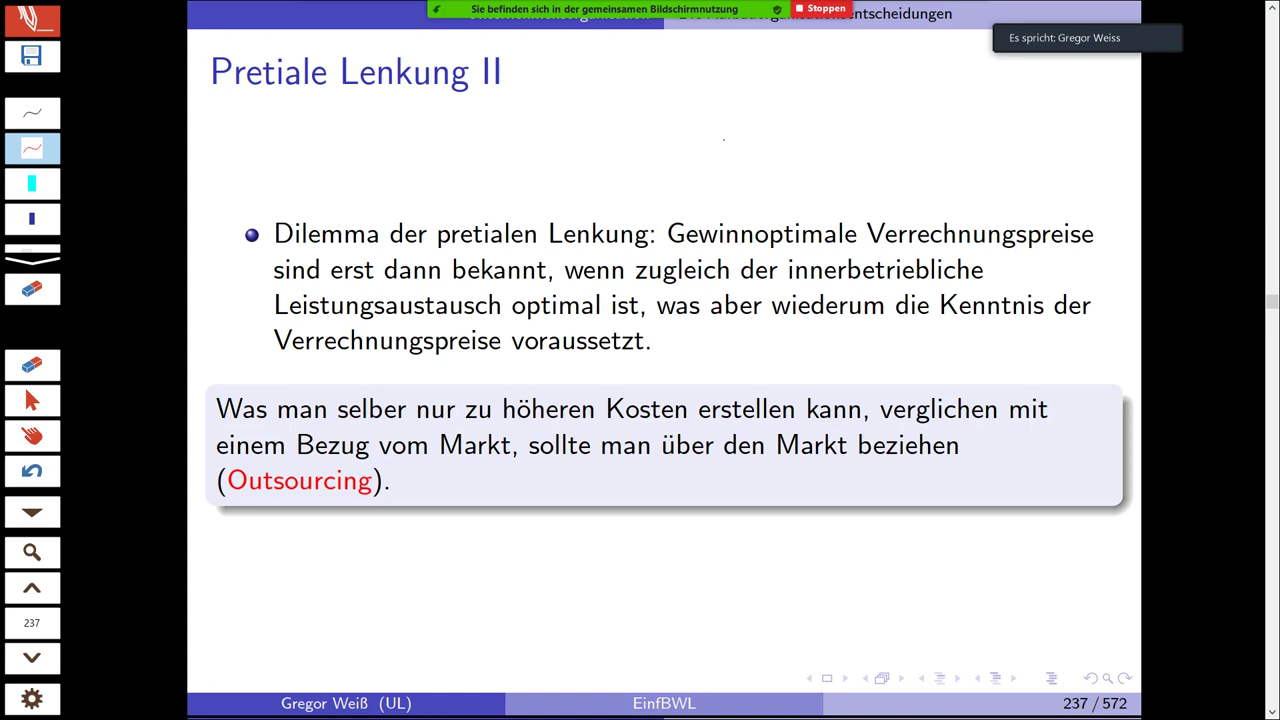 Sie befinden sich in der gemeinsamen Bildschirmnutzung
Stoppen
Es spricht: Gregor Weiss
Pretiale Lenkung II
Dilemma der pretialen Lenkung: Gewinnoptimale Verrechnungspreise
sind erst dann bekannt, wenn zugleich der innerbetriebliche
Leistungsaustausch optimal ist, was aber wiederum die Kenntnis der
Verrechnungspreise voraussetzt.
Was man selber nur zu höheren Kosten erstellen kann, verglichen mit
einem Bezug vom Markt, sollte man über den Markt beziehen
(Outsourcing).
237
Gregor Weiß (UL)
EinfBWL
237 / 572